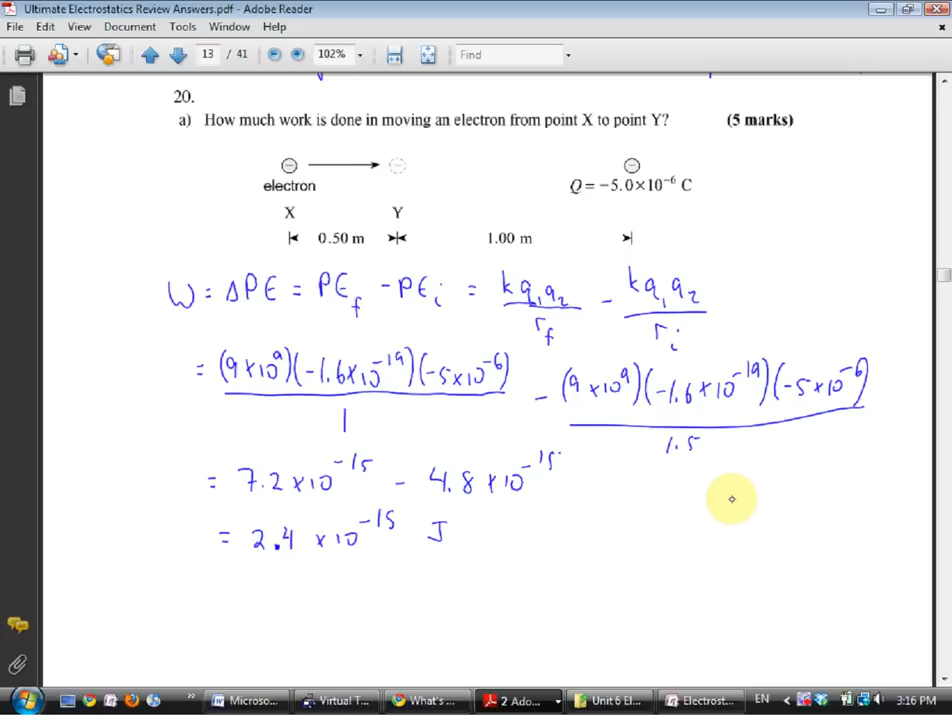 Ultimate Electrostatics Review Answers.pdf - Adobe Reader
File Edit View Document Tools Window Help
13 / 41 102% Find
20.
a) How much work is done in moving an electron from point X to point Y? (5 marks)
electron Q = −5.0×10⁻⁶ C
X Y
0.50 m 1.00 m
W = ΔPE = PE_f - PE_i = kq₁q₂/r_f - kq₁q₂/r_i
= (9×10⁹)(-1.6×10⁻¹⁹)(-5×10⁻⁶)/1 - (9×10⁹)(-1.6×10⁻¹⁹)(-5×10⁻⁶)/1.5
= 7.2×10⁻¹⁵ - 4.8×10⁻¹⁵
= 2.4 ×10⁻¹⁵ J
» Microso... Virtual T... What's ... 2 Ado... Unit 6 El... Electrost... EN 3:16 PM